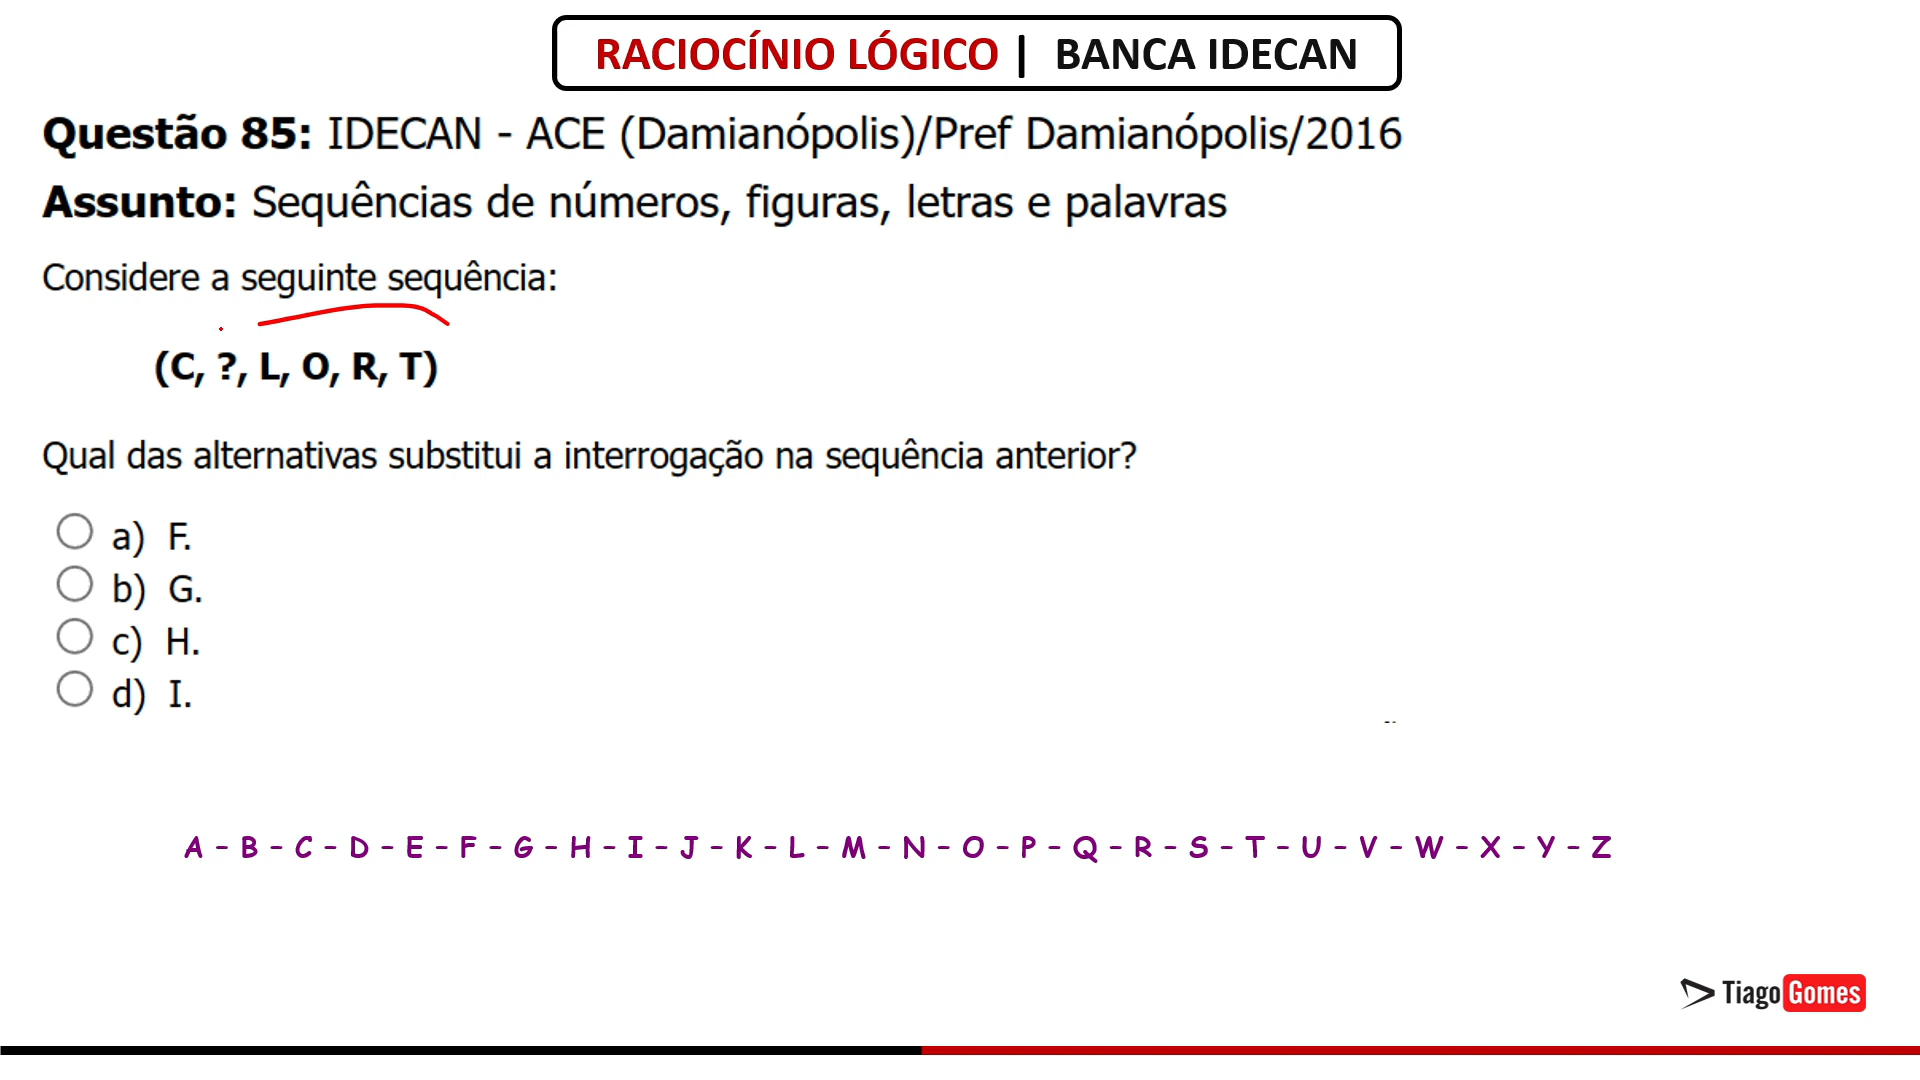 RACIOCÍNIO LÓGICO | BANCA IDECAN
Questão 85: IDECAN - ACE (Damianópolis)/Pref Damianópolis/2016
Assunto: Sequências de números, figuras, letras e palavras
Considere a seguinte sequência:
(C, ?, L, O, R, T)
Qual das alternativas substitui a interrogação na sequência anterior?
a) F.
b) G.
c) H.
d) I.
A - B - C - D - E - F - G - H - I - J - K - L - M - N - O - P - Q - R - S - T - U - V - W - X - Y - Z
Tiago Gomes